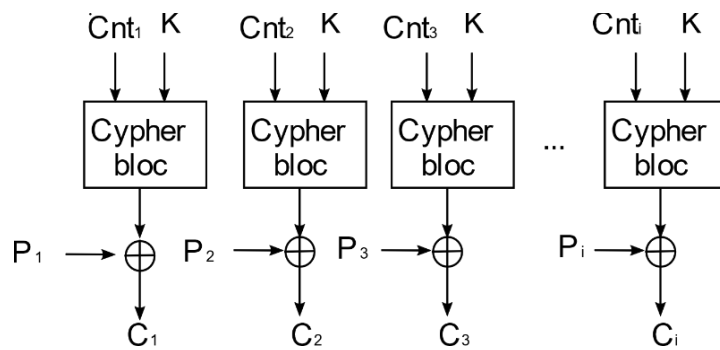 Cnt₁ K Cnt₂ K Cnt₃ K Cntᵢ K
Cypher bloc Cypher bloc Cypher bloc ... Cypher bloc
P₁ P₂ P₃ Pᵢ
C₁ C₂ C₃ Cᵢ